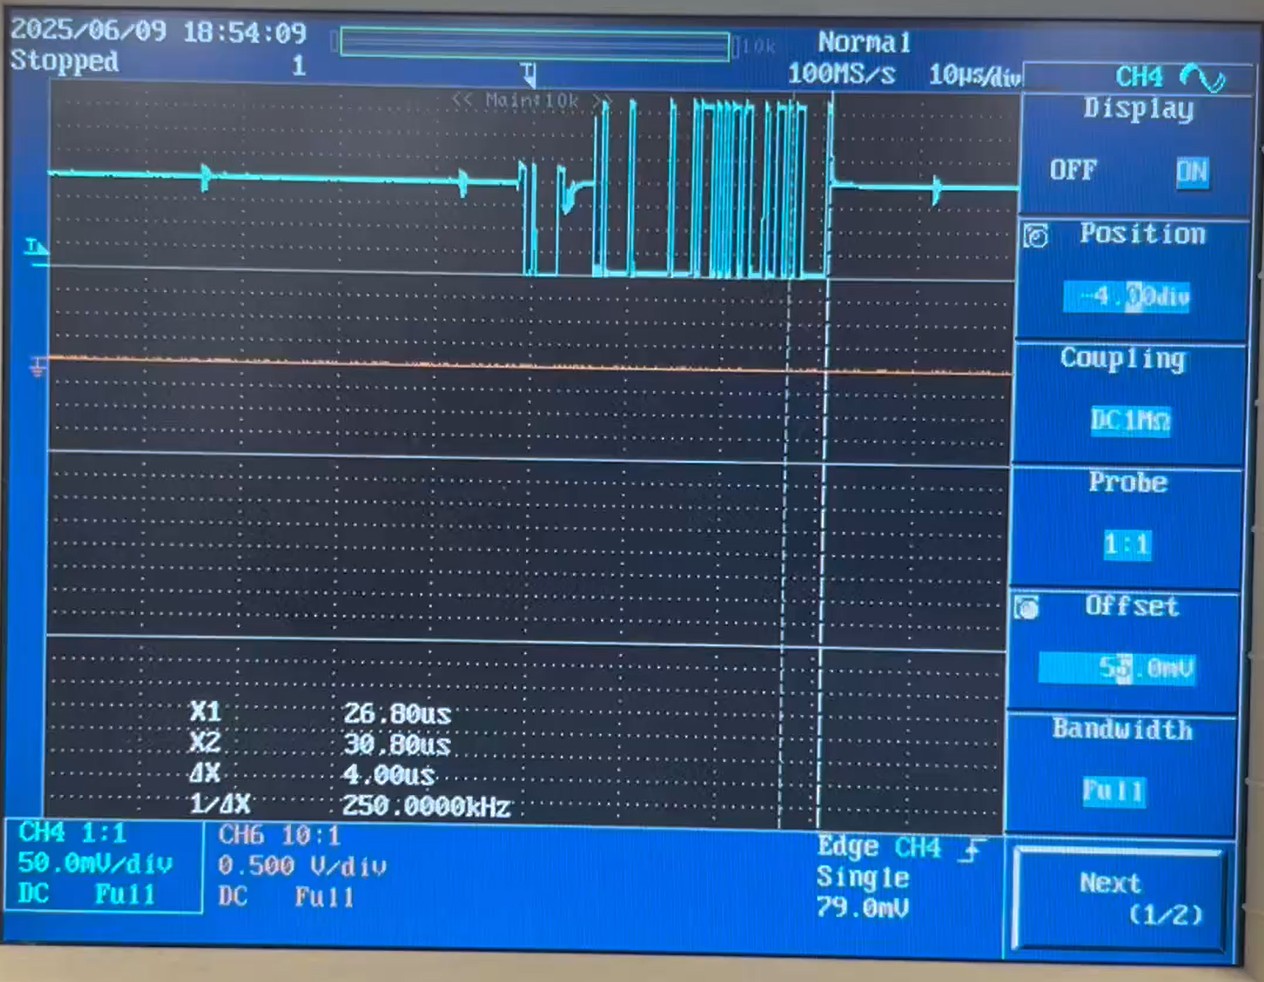 2025/06/09 18:54:09
Stopped 1
10k
Normal
100MS/s 10µs/div
<< Main:10k >>
T
T
CH4
Display
OFF ON
Position
-4.00div
Coupling
DC1MΩ
Probe
1:1
Offset
.0mV
Bandwidth
Full
X1 26.80us
X2 30.80us
ΔX 4.00us
1/ΔX 250.0000kHz
CH4 1:1
50.0mV/div
DC Full
CH6 10:1
0.500 V/div
DC Full
Edge CH4
Single
79.0mV
Next
(1/2)